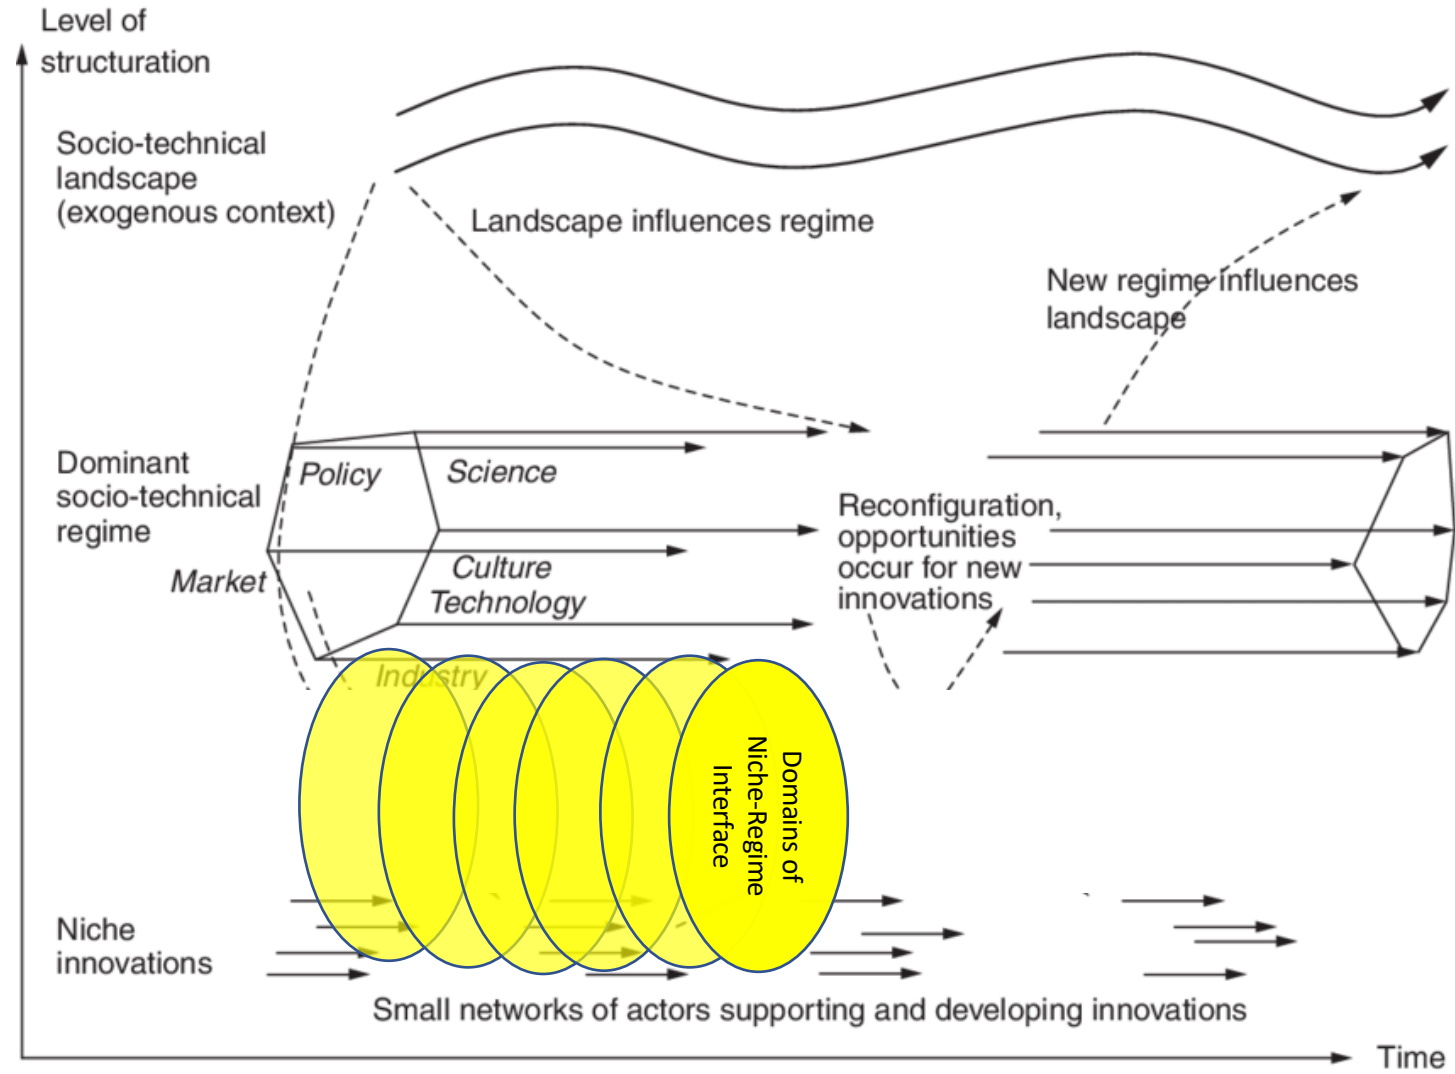 Level of
structuration
Socio-technical
landscape
(exogenous context)
Landscape influences regime
New regime influences
landscape
Dominant
socio-technical
regime
Policy
Science
Market
Culture
Technology
Industry
Reconfiguration,
opportunities
occur for new
innovations
Domains of
Niche-Regime
Interface
Niche
innovations
Small networks of actors supporting and developing innovations
Time